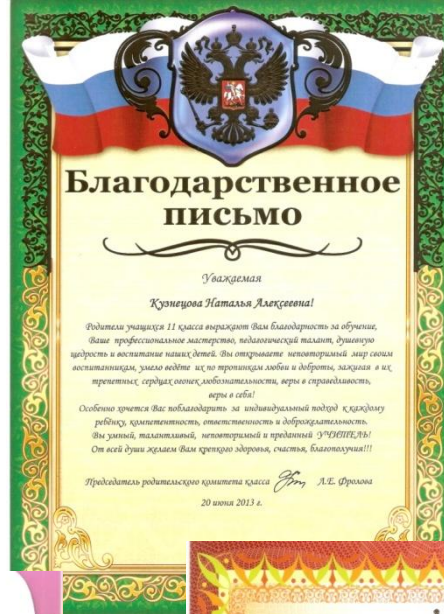 Благодарственное
письмо
Уважаемая
Кузнецова Наталья Алексеевна!
Родители учащихся 11 класса выражают Вам благодарность за обучение,
Ваше профессиональное мастерство, педагогический талант, душевную
щедрость и воспитание наших детей. Вы открываете неповторимый мир своим
воспитанникам, умело ведёте их по тропинкам любви и доброты, зажигая в их
трепетных сердцах огонек любознательности, веры в справедливость,
веры в себя!
Особенно хочется Вас поблагодарить за индивидуальный подход к каждому
ребёнку, компетентность, ответственность и доброжелательность.
Вы умный, талантливый, неповторимый и преданный УЧИТЕЛЬ!
От всей души желаем Вам крепкого здоровья, счастья, благополучия!!!
Председатель родительского комитета класса Л.Е. Фролова
20 июня 2013 г.